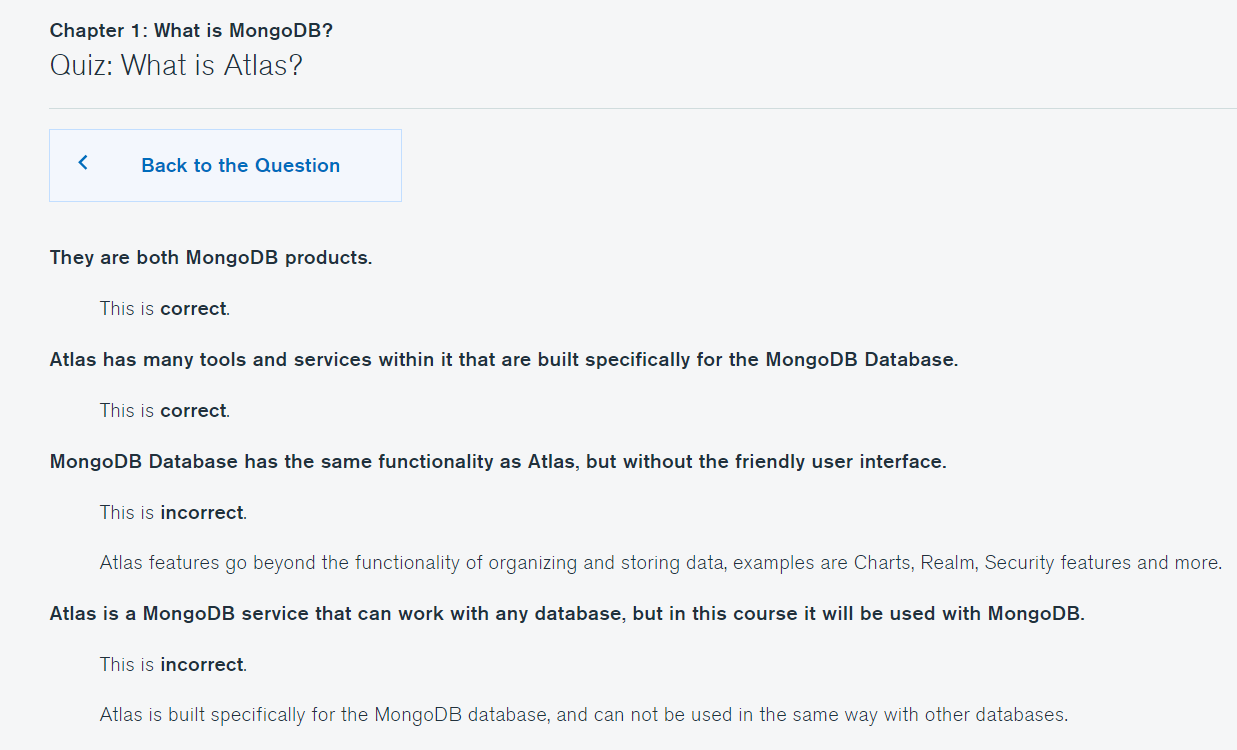 Chapter 1: What is MongoDB?
Quiz: What is Atlas?
Back to the Question
They are both MongoDB products.
This is correct.
Atlas has many tools and services within it that are built specifically for the MongoDB Database.
This is correct.
MongoDB Database has the same functionality as Atlas, but without the friendly user interface.
This is incorrect.
Atlas features go beyond the functionality of organizing and storing data, examples are Charts, Realm, Security features and more.
Atlas is a MongoDB service that can work with any database, but in this course it will be used with MongoDB.
This is incorrect.
Atlas is built specifically for the MongoDB database, and can not be used in the same way with other databases.